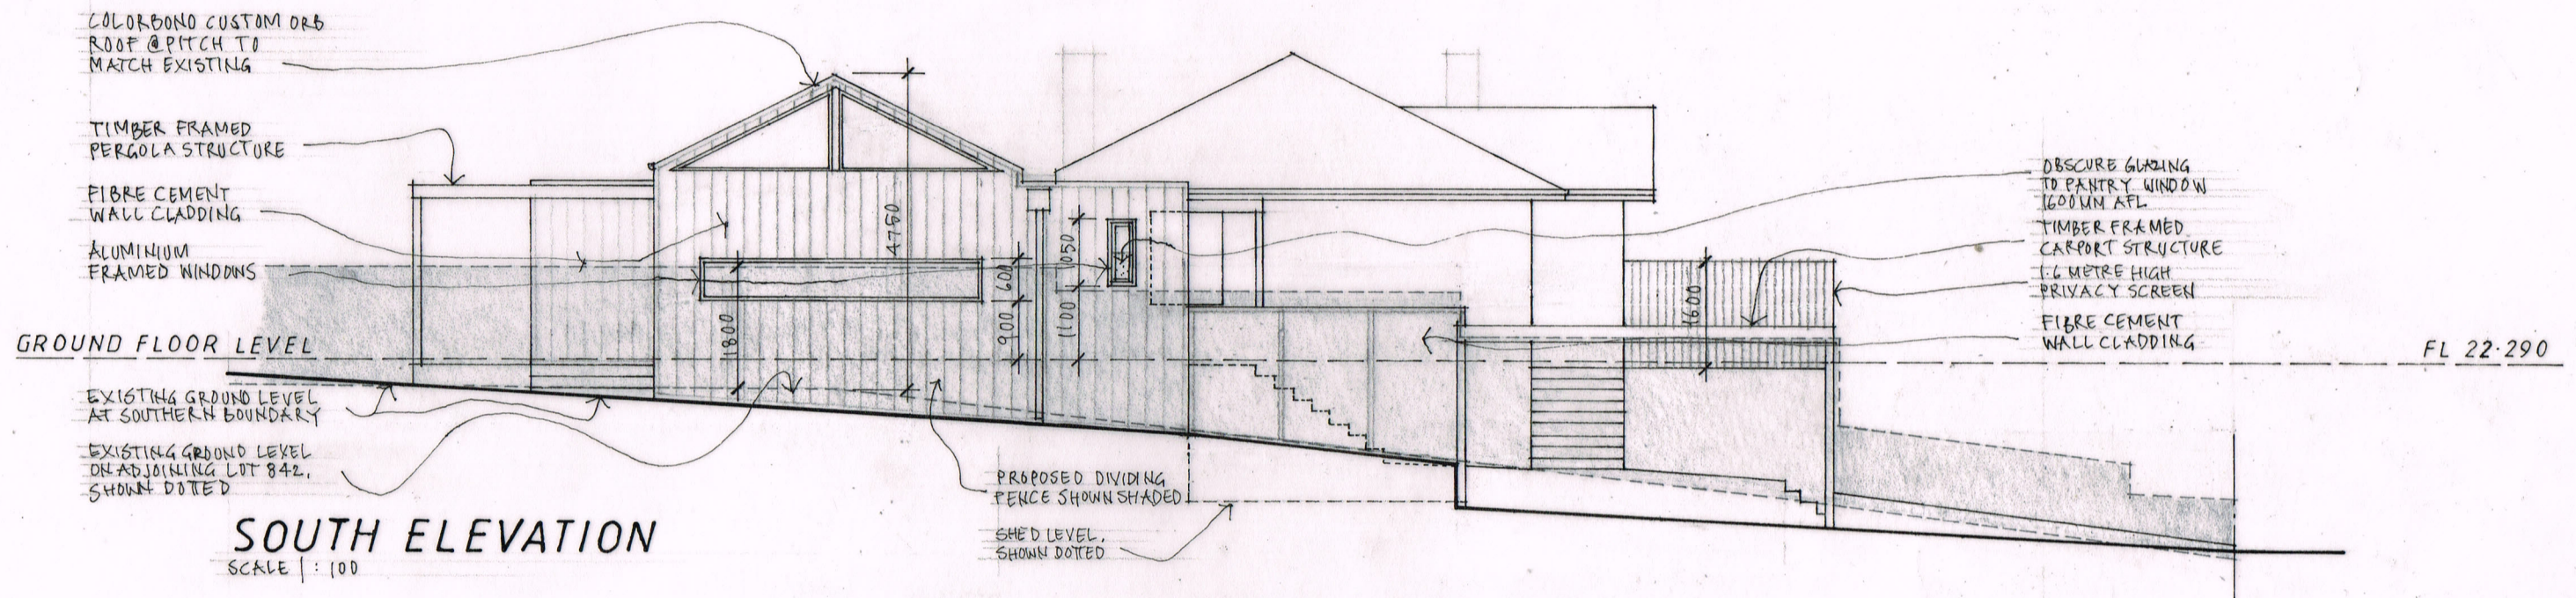 COLORBOND CUSTOM ORB
ROOF @ PITCH TO
MATCH EXISTING
TIMBER FRAMED
PERGOLA STRUCTURE
FIBRE CEMENT
WALL CLADDING
ALUMINIUM
FRAMED WINDOWS
GROUND FLOOR LEVEL
EXISTING GROUND LEVEL
AT SOUTHERN BOUNDARY
EXISTING GROUND LEVEL
ON ADJOINING LOT 842.
SHOWN DOTTED
SOUTH ELEVATION
SCALE 1:100
1800
4750
600
900
1050
1100
PROPOSED DIVIDING
FENCE SHOWN SHADED
SHED LEVEL.
SHOWN DOTTED
1600
OBSCURE GLAZING
TO PANTRY WINDOW
1600MM AFL
TIMBER FRAMED
CARPORT STRUCTURE
1.6 METRE HIGH
PRIVACY SCREEN
FIBRE CEMENT
WALL CLADDING
FL 22·290